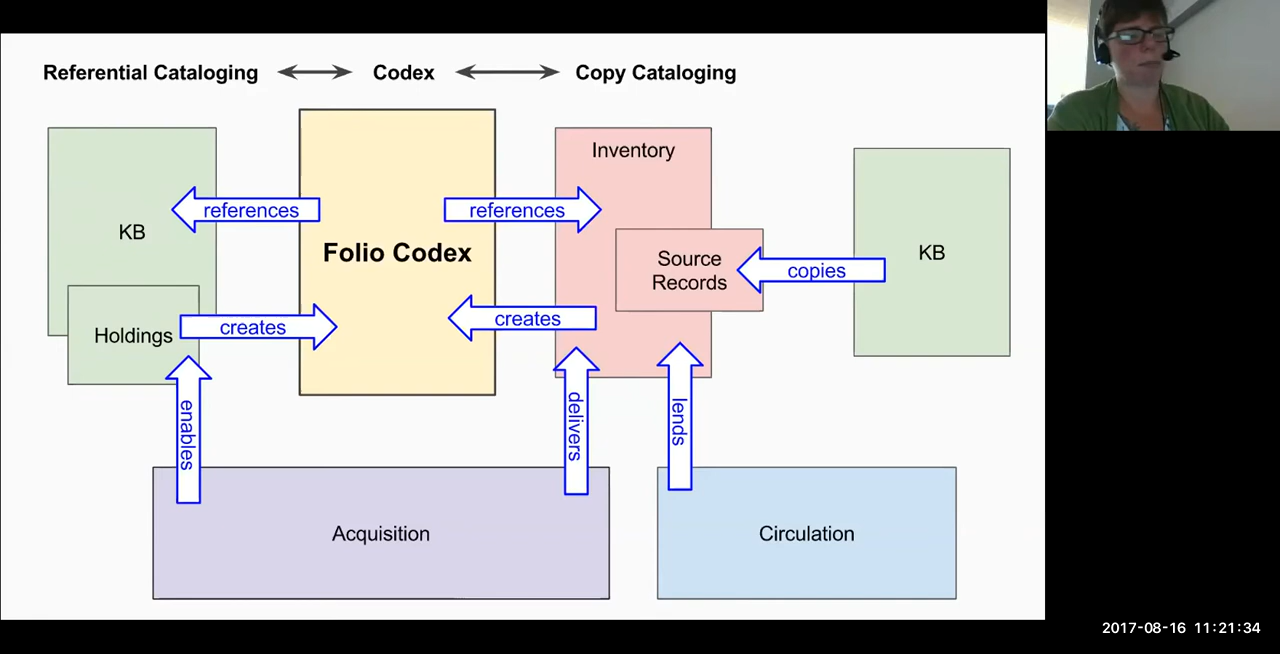 Referential Cataloging
Codex
Copy Cataloging
Inventory
references
references
KB
Folio Codex
KB
Source
Records
copies
creates
creates
Holdings
enables
delivers
lends
Acquisition
Circulation
2017-08-16 11:21:34